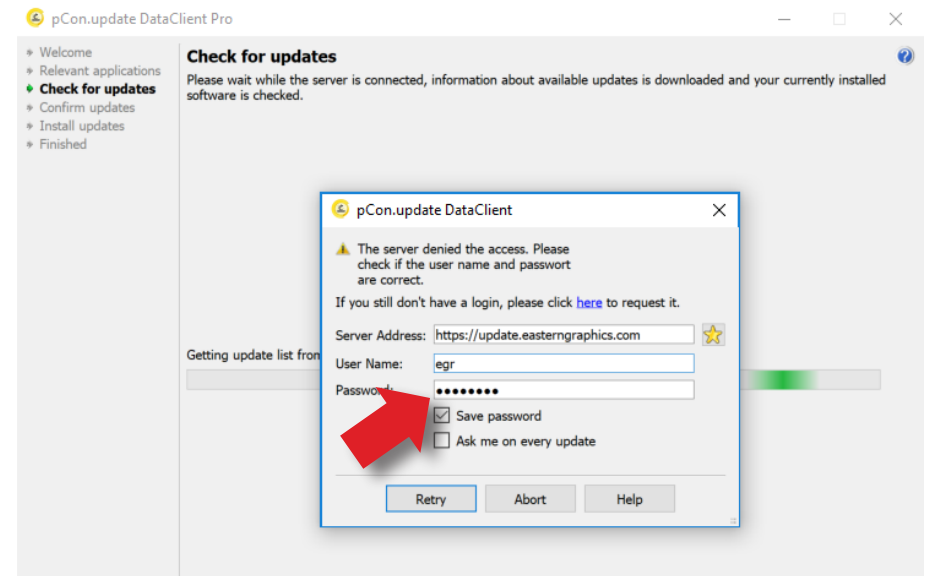 pCon.update DataClient Pro
Welcome
Relevant applications
Check for updates
Confirm updates
Install updates
Finished
Check for updates
Please wait while the server is connected, information about available updates is downloaded and your currently installed
software is checked.
Getting update list from
pCon.update DataClient
The server denied the access. Please
check if the user name and passwort
are correct.
If you still don't have a login, please click here to request it.
Server Address: https://update.easterngraphics.com
User Name: egr
Password:
Save password
Ask me on every update
Retry Abort Help